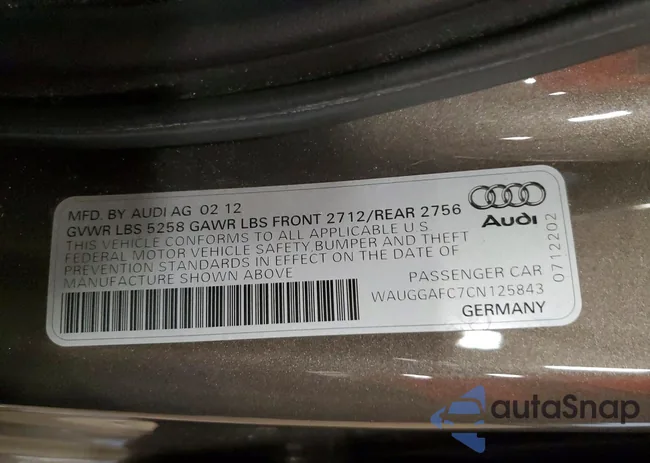 MFD. BY AUDI AG 02 12
GVWR LBS 5258 GAWR LBS FRONT 2712/REAR 2756
THIS VEHICLE CONFORMS TO ALL APPLICABLE U S
FEDERAL MOTOR VEHICLE SAFETY, BUMPER AND THEFT
PREVENTION STANDARDS IN EFFECT ON THE DATE OF
MANUFACTURE SHOWN ABOVE
Audi
0712202
PASSENGER CAR
WAUGGAFC7CN125843
GERMANY
autaSnap